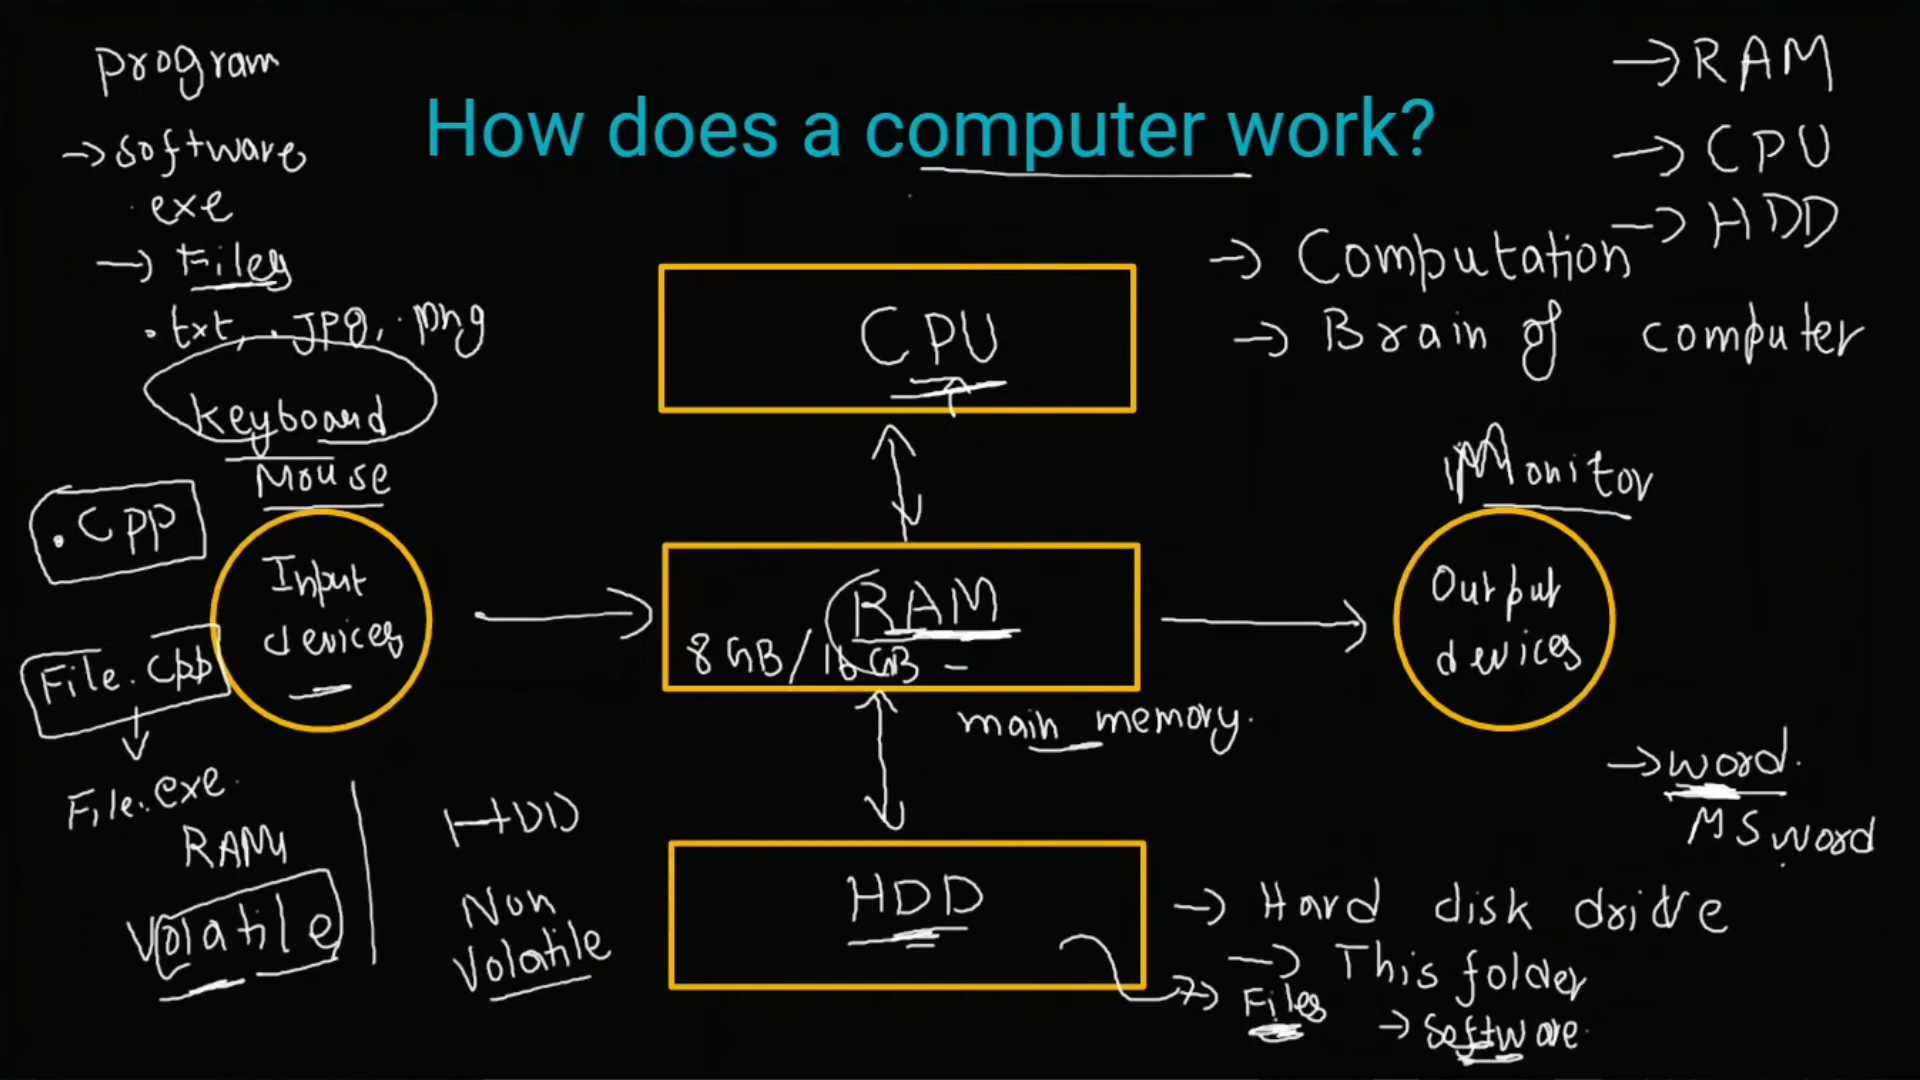 program
→ software
.exe
→ Files
.txt, .JPG, .png
keyboard
Mouse
.Cpp
Input
devices
File.cpp
File.exe
RAM
Volatile
HDD
Non
Volatile
How does a computer work?
CPU
RAM
8 GB/16 GB -
main memory.
HDD
→ RAM
→ CPU
→ HDD
→ Computation
→ Brain of computer
Monitor
Output
devices
→ word.
MS word
→ Hard disk drive
→ This folder
→ Files
→ Software.